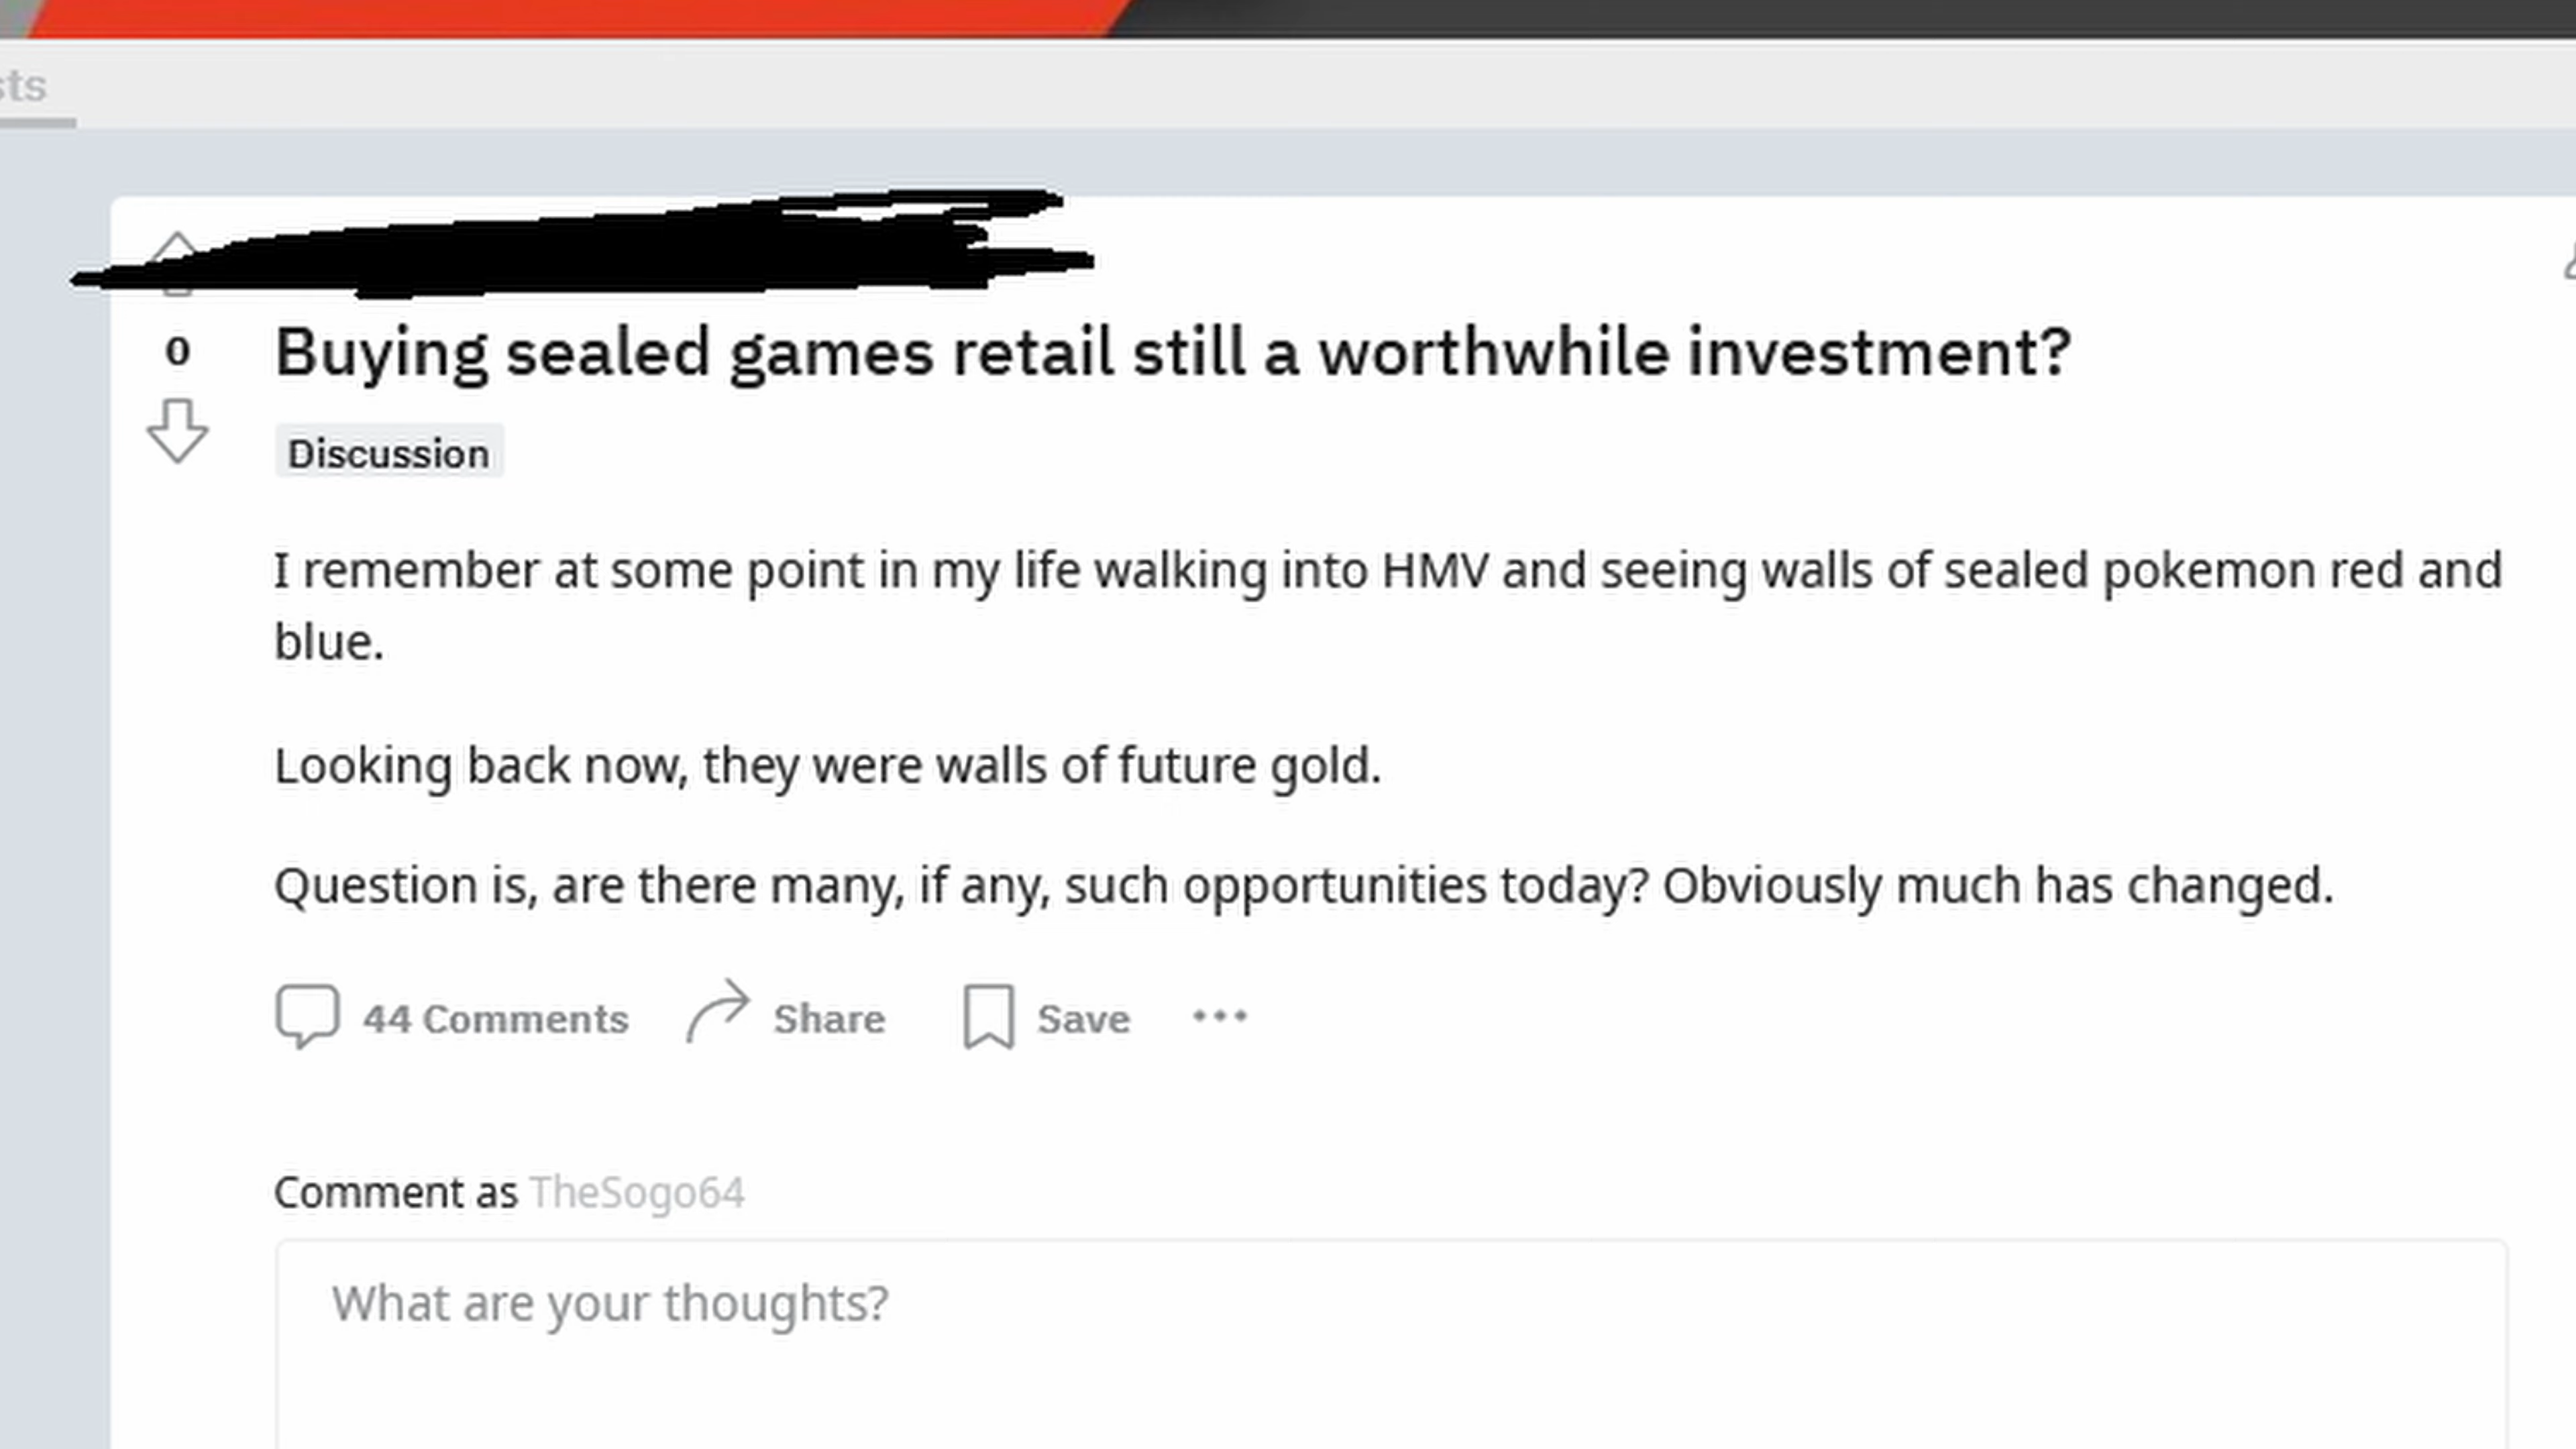 sts
0
Buying sealed games retail still a worthwhile investment?
Discussion
I remember at some point in my life walking into HMV and seeing walls of sealed pokemon red and
blue.
Looking back now, they were walls of future gold.
Question is, are there many, if any, such opportunities today? Obviously much has changed.
44 Comments Share Save
Comment as TheSogo64
What are your thoughts?